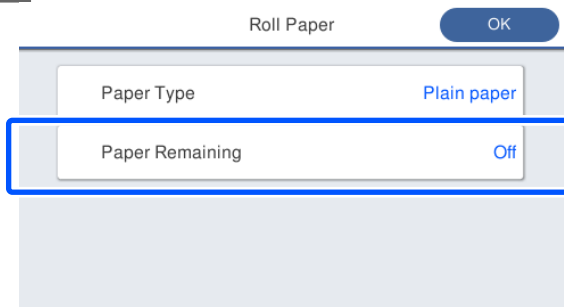 Roll Paper
OK
Paper Type Plain paper
Paper Remaining Off